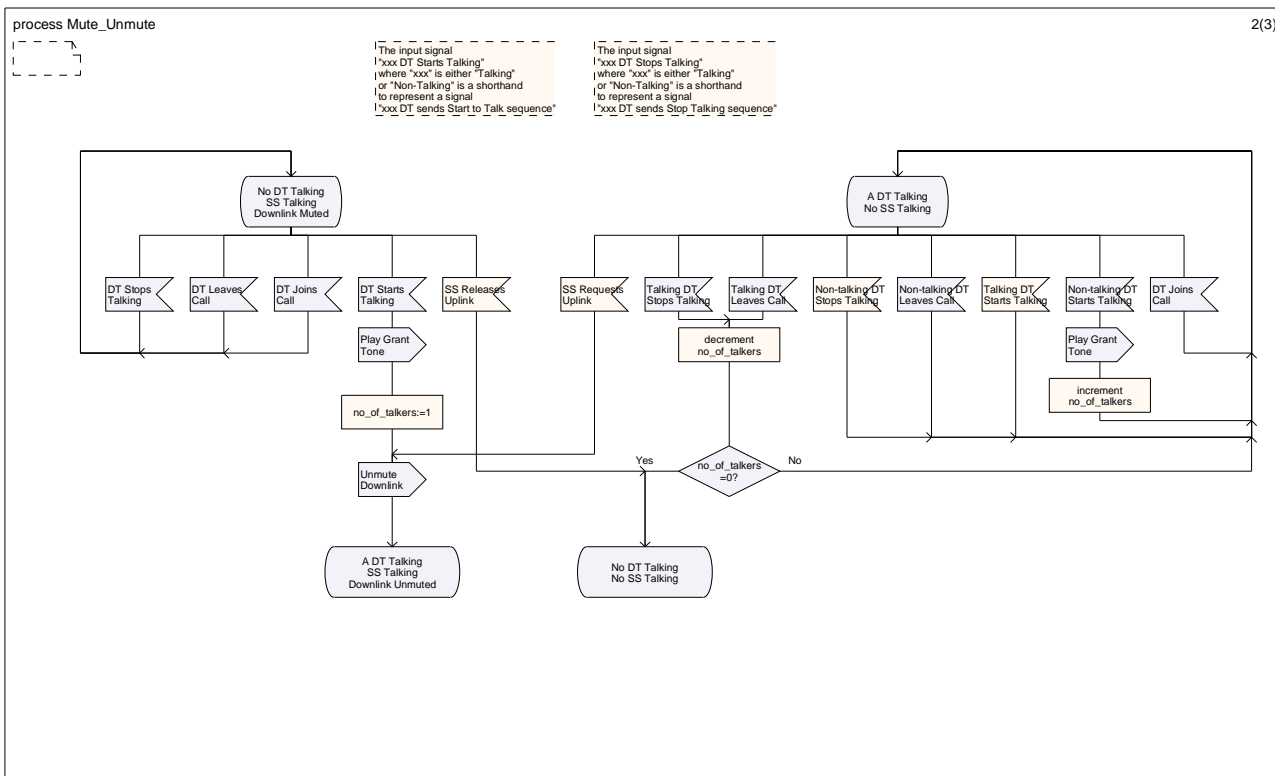 process Mute_Unmute
2(3)
The input signal
"xxx DT Starts Talking"
where "xxx" is either "Talking"
or "Non-Talking" is a shorthand
to represent a signal
"xxx DT sends Start to Talk sequence"
The input signal
"xxx DT Stops Talking"
where "xxx" is either "Talking"
or "Non-Talking" is a shorthand
to represent a signal
"xxx DT sends Stop Talking sequence"
No DT Talking
SS Talking
Downlink Muted
A DT Talking
No SS Talking
DT Stops
Talking
DT Leaves
Call
DT Joins
Call
DT Starts
Talking
SS Releases
Uplink
SS Requests
Uplink
Talking DT
Stops Talking
Talking DT
Leaves Call
Non-talking DT
Stops Talking
Non-talking DT
Leaves Call
Talking DT
Starts Talking
Non-talking DT
Starts Talking
DT Joins
Call
Play Grant
Tone
decrement
no_of_talkers
Play Grant
Tone
increment
no_of_talkers
no_of_talkers:=1
Unmute
Downlink
Yes
no_of_talkers
=0?
No
A DT Talking
SS Talking
Downlink Unmuted
No DT Talking
No SS Talking